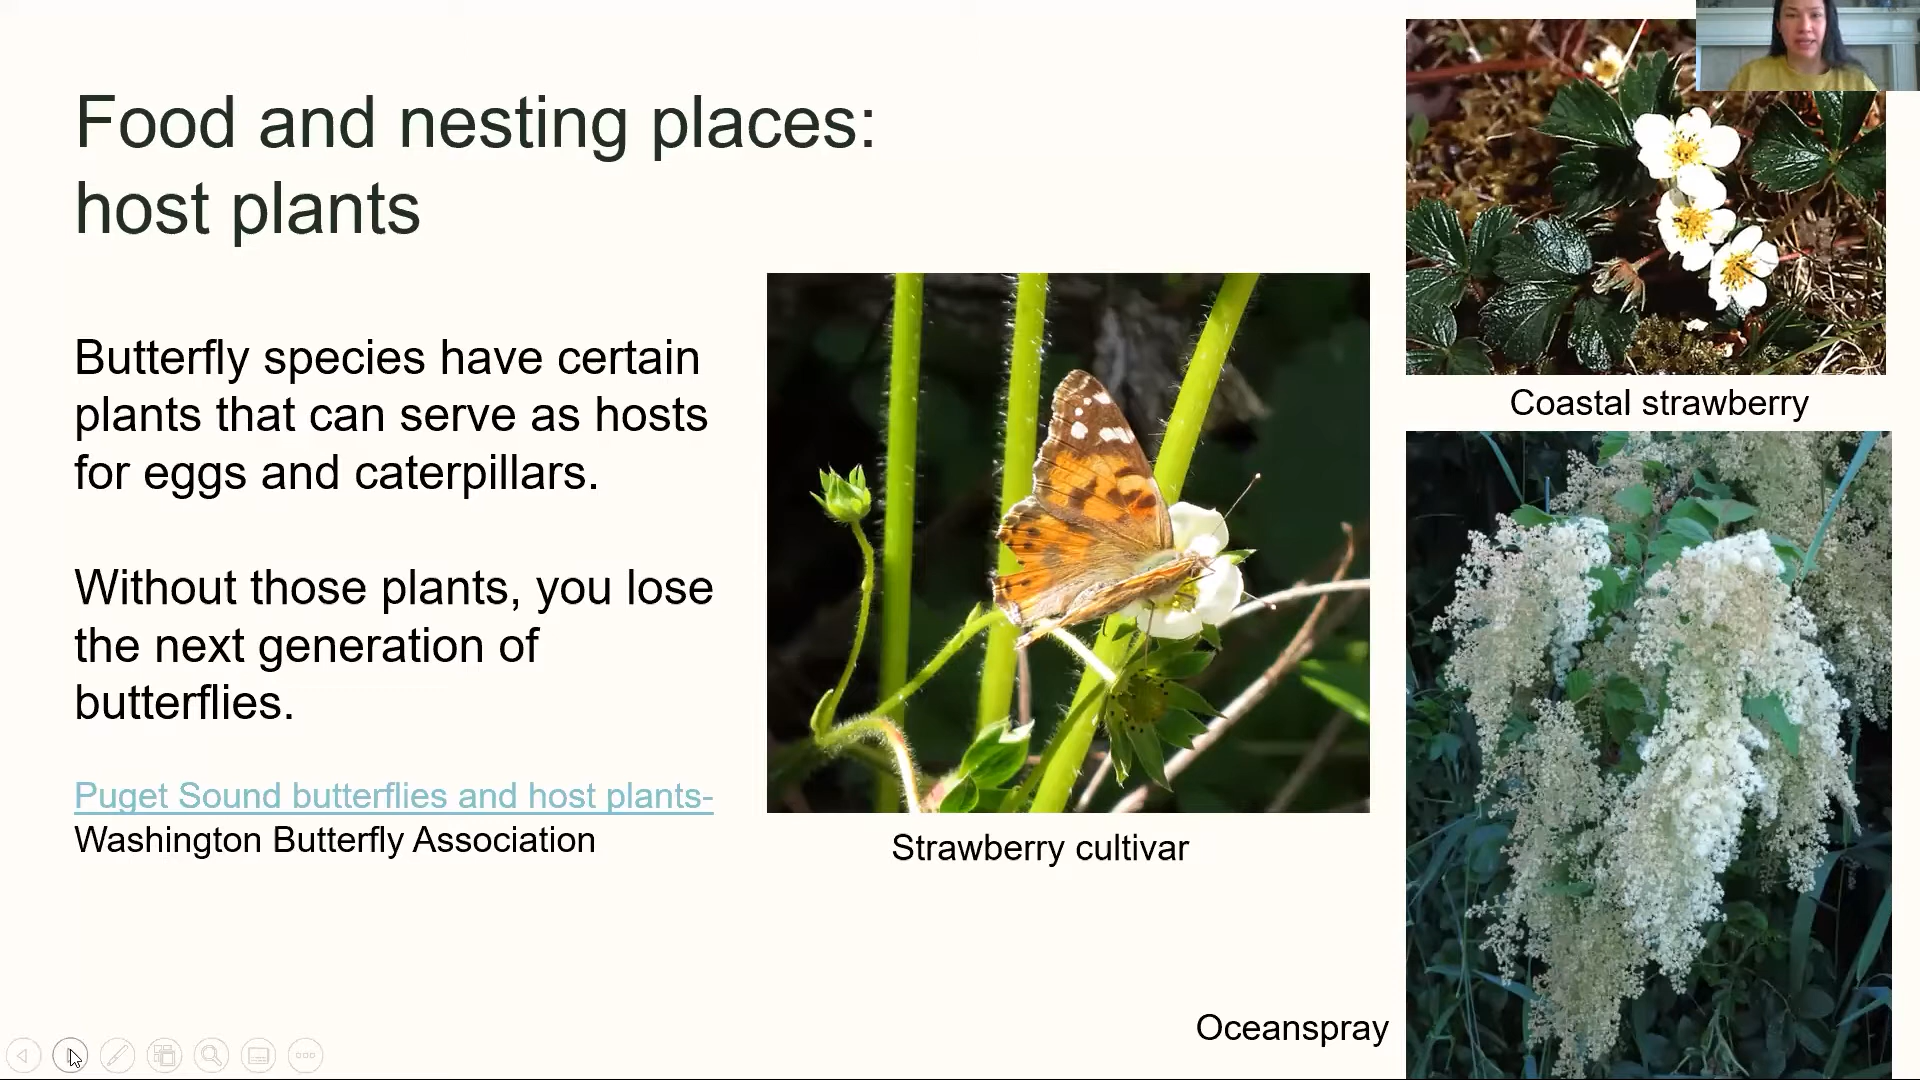 Food and nesting places:
host plants
Butterfly species have certain
plants that can serve as hosts
for eggs and caterpillars.
Without those plants, you lose
the next generation of
butterflies.
Puget Sound butterflies and host plants-
Washington Butterfly Association
Strawberry cultivar
Coastal strawberry
Oceanspray